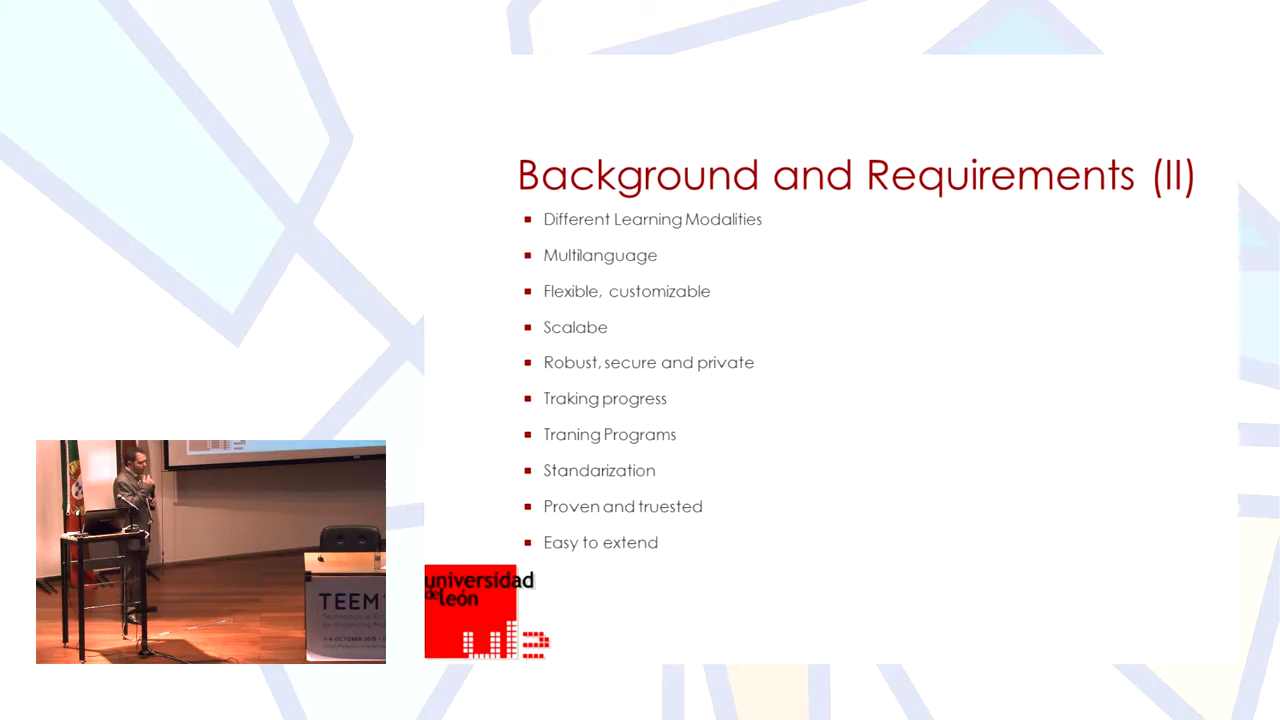 Background and Requirements (II)
Different Learning Modalities
Multilanguage
Flexible, customizable
Scalabe
Robust, secure and private
Traking progress
Traning Programs
Standarization
Proven and truested
Easy to extend
universidad
de león
TEEM'